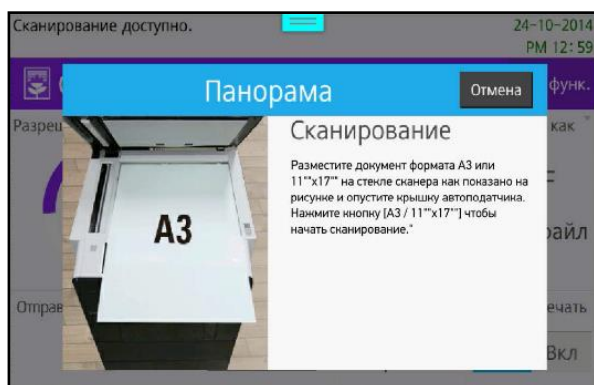 Сканирование доступно.
24-10-2014
PM 12:59
функ.
Панорама
Отмена
Разреш
как
Сканирование
Разместите документ формата А3 или
11""x17"" на стекле сканера как показано на
рисунке и опустите крышку автоподатчика.
Нажмите кнопку [А3 / 11""x17""] чтобы
начать сканирование."
A3
айл
Отправ
ечать
Вкл